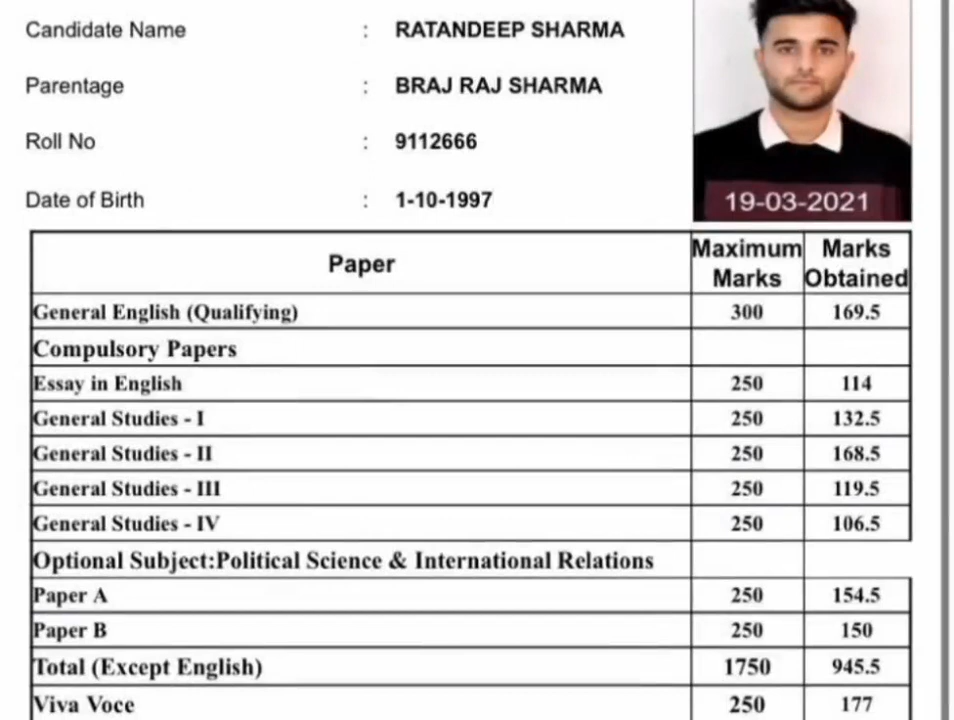 Candidate Name : RATANDEEP SHARMA
Parentage : BRAJ RAJ SHARMA
Roll No : 9112666
Date of Birth : 1-10-1997
19-03-2021
Paper Maximum Marks Marks Obtained
General English (Qualifying) 300 169.5
Compulsory Papers
Essay in English 250 114
General Studies - I 250 132.5
General Studies - II 250 168.5
General Studies - III 250 119.5
General Studies - IV 250 106.5
Optional Subject:Political Science & International Relations
Paper A 250 154.5
Paper B 250 150
Total (Except English) 1750 945.5
Viva Voce 250 177